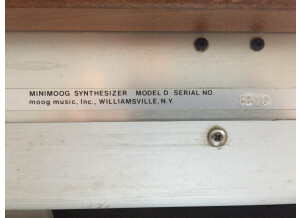 MINIMOOG SYNTHESIZER MODEL D SERIAL NO.
moog music, Inc., WILLIAMSVILLE, N.Y.